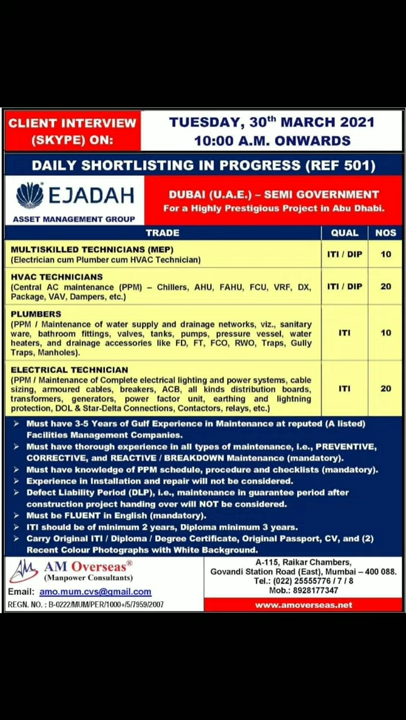 CLIENT INTERVIEW
(SKYPE) ON:
TUESDAY, 30th MARCH 2021
10:00 A.M. ONWARDS
DAILY SHORTLISTING IN PROGRESS (REF 501)
EJADAH
ASSET MANAGEMENT GROUP
DUBAI (U.A.E.) – SEMI GOVERNMENT
For a Highly Prestigious Project in Abu Dhabi.
TRADE QUAL NOS
MULTISKILLED TECHNICIANS (MEP)
(Electrician cum Plumber cum HVAC Technician)
ITI / DIP 10
HVAC TECHNICIANS
(Central AC maintenance (PPM) – Chillers, AHU, FAHU, FCU, VRF, DX,
Package, VAV, Dampers, etc.)
ITI / DIP 20
PLUMBERS
(PPM / Maintenance of water supply and drainage networks, viz., sanitary
ware, bathroom fittings, valves, tanks, pumps, pressure vessel, water
heaters, and drainage accessories like FD, FT, FCO, RWO, Traps, Gully
Traps, Manholes).
ITI 10
ELECTRICAL TECHNICIAN
(PPM / Maintenance of Complete electrical lighting and power systems, cable
sizing, armoured cables, breakers, ACB, all kinds distribution boards,
transformers, generators, power factor unit, earthing and lightning
protection, DOL & Star-Delta Connections, Contactors, relays, etc.)
ITI 20
➢ Must have 3-5 Years of Gulf Experience in Maintenance at reputed (A listed)
Facilities Management Companies.
➢ Must have thorough experience in all types of maintenance, i.e., PREVENTIVE,
CORRECTIVE, and REACTIVE / BREAKDOWN Maintenance (mandatory).
➢ Must have knowledge of PPM schedule, procedure and checklists (mandatory).
➢ Experience in Installation and repair will not be considered.
➢ Defect Liability Period (DLP), i.e., maintenance in guarantee period after
construction project handing over will NOT be considered.
➢ Must be FLUENT in English (mandatory).
➢ ITI should be of minimum 2 years, Diploma minimum 3 years.
➢ Carry Original ITI / Diploma / Degree Certificate, Original Passport, CV, and (2)
Recent Colour Photographs with White Background.
AM Overseas®
(Manpower Consultants)
Email: amo.mum.cvs@gmail.com
REGN. NO. : B-0222/MUM/PER/1000+/5/7959/2007
A-115, Raikar Chambers,
Govandi Station Road (East), Mumbai – 400 088.
Tel.: (022) 25555776 / 7 / 8
Mob.: 8928177347
www.amoverseas.net